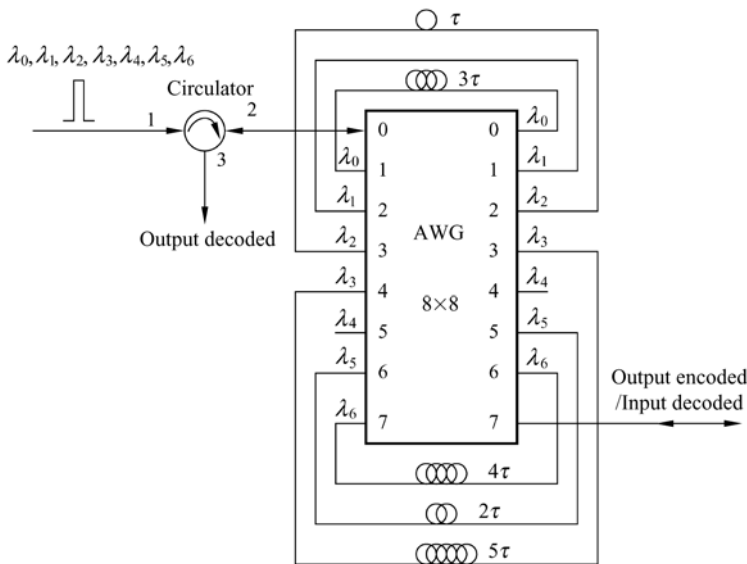 τ
λ0, λ1, λ2, λ3, λ4, λ5, λ6
Circulator
3τ
1
2
3
Output decoded
0
0
λ0
λ0
1
1
λ1
λ1
2
2
λ2
λ2
3
AWG
3
λ3
λ3
4
8×8
4
λ4
λ4
5
5
λ5
λ5
6
6
λ6
λ6
7
7
Output encoded
/Input decoded
4τ
2τ
5τ